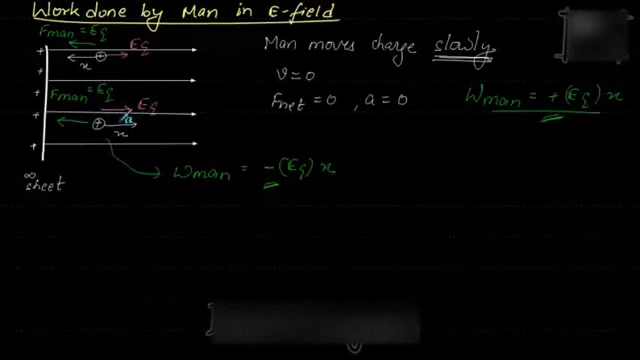 Work done by Man in E-field
Fman = Eq
Eq
x
Man moves charge slowly
v = 0
Fnet = 0 , a = 0
Wman = + (Eq) x
Fman = Eq
Eq
x
Wman = - (Eq) x
∞ sheet